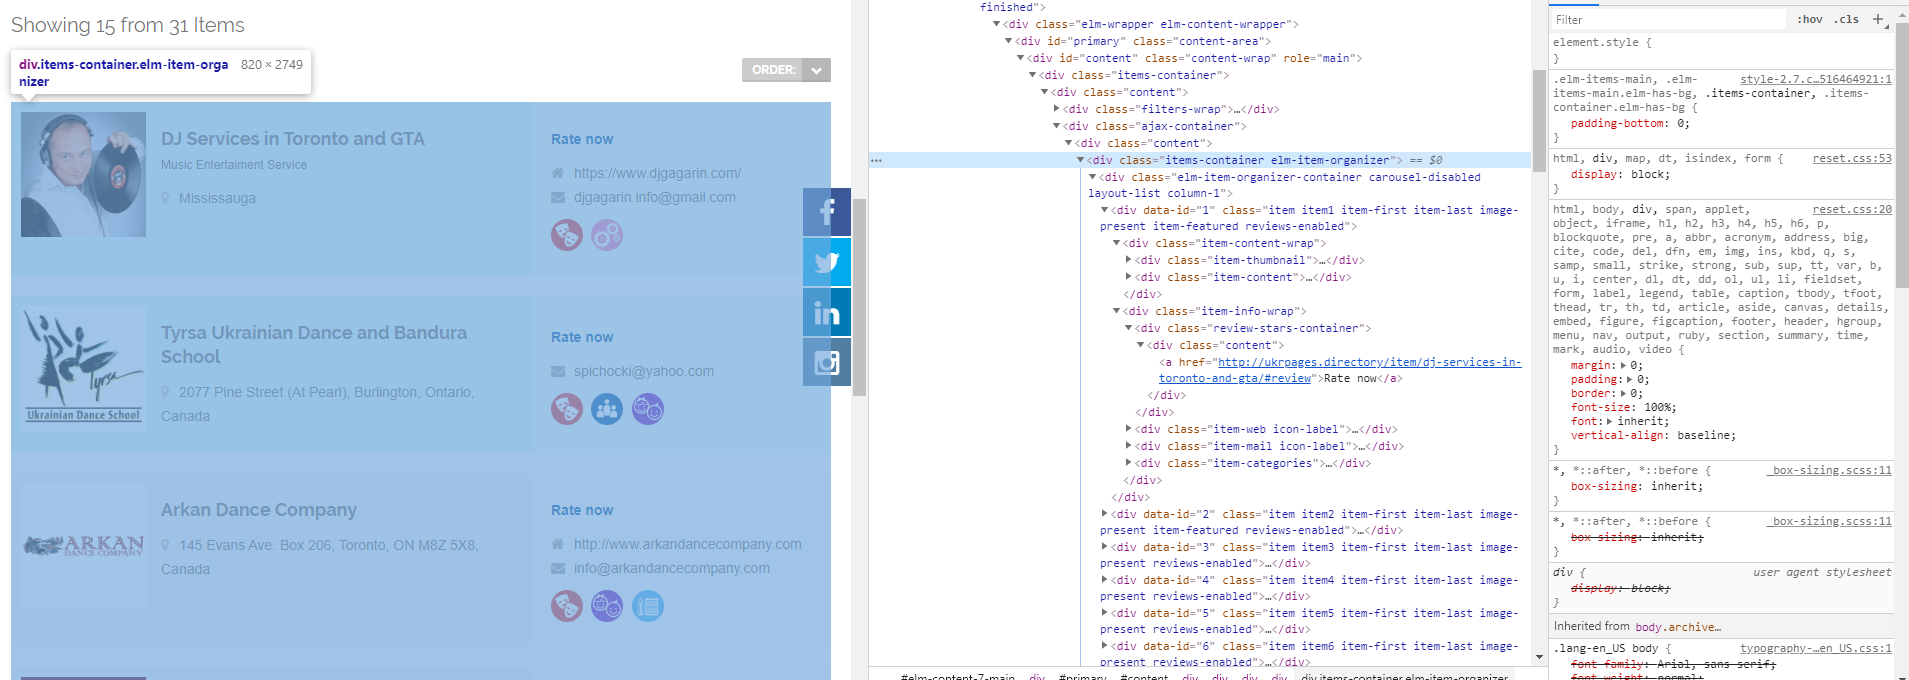 Showing 15 from 31 Items
div.items-container.elm-item-orga
nizer
820 × 2749
ORDER:
DJ Services in Toronto and GTA
Music Entertaiment Service
Mississauga
Rate now
https://www.djgagarin.com/
djgagarin.info@gmail.com
Tyrsa Ukrainian Dance and Bandura
School
2077 Pine Street (At Pearl), Burlington, Ontario,
Canada
Tyrsa
Ukrainian Dance School
Rate now
spichocki@yahoo.com
Arkan Dance Company
145 Evans Ave. Box 206, Toronto, ON M8Z 5X8,
Canada
ARKAN
DANCE COMPANY
Rate now
http://www.arkandancecompany.com
info@arkandancecompany.com
finished">
▼<div class="elm-wrapper elm-content-wrapper">
▼<div id="primary" class="content-area">
▼<div id="content" class="content-wrap" role="main">
▼<div class="items-container">
▼<div class="content">
▶<div class="filters-wrap">…</div>
▼<div class="ajax-container">
▼<div class="content">
… ▼<div class="items-container elm-item-organizer"> == $0
▼<div class="elm-item-organizer-container carousel-disabled
layout-list column-1">
▼<div data-id="1" class="item item1 item-first item-last image-
present item-featured reviews-enabled">
▼<div class="item-content-wrap">
▶<div class="item-thumbnail">…</div>
▶<div class="item-content">…</div>
</div>
▼<div class="item-info-wrap">
▼<div class="review-stars-container">
▼<div class="content">
<a href="http://ukrpages.directory/item/dj-services-in-
toronto-and-gta/#review">Rate now</a>
</div>
</div>
▶<div class="item-web icon-label">…</div>
▶<div class="item-mail icon-label">…</div>
▶<div class="item-categories">…</div>
</div>
</div>
▶<div data-id="2" class="item item2 item-first item-last image-
present item-featured reviews-enabled">…</div>
▶<div data-id="3" class="item item3 item-first item-last image-
present reviews-enabled">…</div>
▶<div data-id="4" class="item item4 item-first item-last image-
present reviews-enabled">…</div>
▶<div data-id="5" class="item item5 item-first item-last image-
present reviews-enabled">…</div>
▶<div data-id="6" class="item item6 item-first item-last image-
present reviews-enabled">…</div>
#elm-content-7-main div #primary #content div div div div div.items-container.elm-item-organizer
Filter :hov .cls +
element.style {
}
.elm-items-main, .elm- style-2.7.c…516464921:1
items-main.elm-has-bg, .items-container, .items-
container.elm-has-bg {
padding-bottom: 0;
}
html, div, map, dt, isindex, form { reset.css:53
display: block;
}
html, body, div, span, applet, reset.css:20
object, iframe, h1, h2, h3, h4, h5, h6, p,
blockquote, pre, a, abbr, acronym, address, big,
cite, code, del, dfn, em, img, ins, kbd, q, s,
samp, small, strike, strong, sub, sup, tt, var, b,
u, i, center, dl, dt, dd, ol, ul, li, fieldset,
form, label, legend, table, caption, tbody, tfoot,
thead, tr, th, td, article, aside, canvas, details,
embed, figure, figcaption, footer, header, hgroup,
menu, nav, output, ruby, section, summary, time,
mark, audio, video {
margin: ▶ 0;
padding: ▶ 0;
border: ▶ 0;
font-size: 100%;
font: ▶ inherit;
vertical-align: baseline;
}
*, *::after, *::before { _box-sizing.scss:11
box-sizing: inherit;
}
*, *::after, *::before { _box-sizing.scss:11
box-sizing: inherit;
}
div { user agent stylesheet
display: block;
}
Inherited from body.archive…
.lang-en_US body { typography-…en_US.css:1
font-family: Arial, sans-serif;
font-weight: normal;